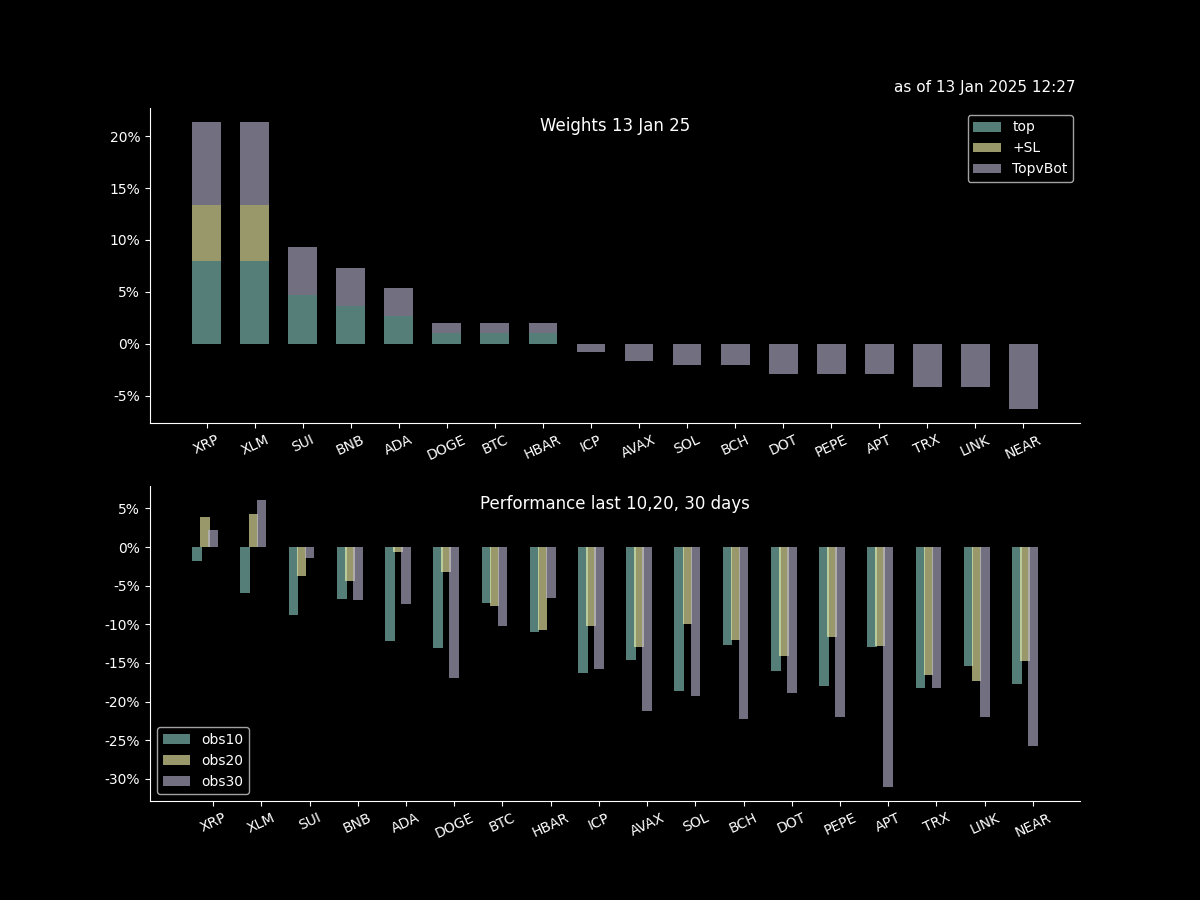 as of 13 Jan 2025 12:27
Weights 13 Jan 25
top
+SL
TopvBot
20%
15%
10%
5%
0%
-5%
XRP XLM SUI BNB ADA DOGE BTC HBAR ICP AVAX SOL BCH DOT PEPE APT TRX LINK NEAR
Performance last 10,20, 30 days
5%
0%
-5%
-10%
-15%
-20%
-25%
-30%
obs10
obs20
obs30
XRP XLM SUI BNB ADA DOGE BTC HBAR ICP AVAX SOL BCH DOT PEPE APT TRX LINK NEAR